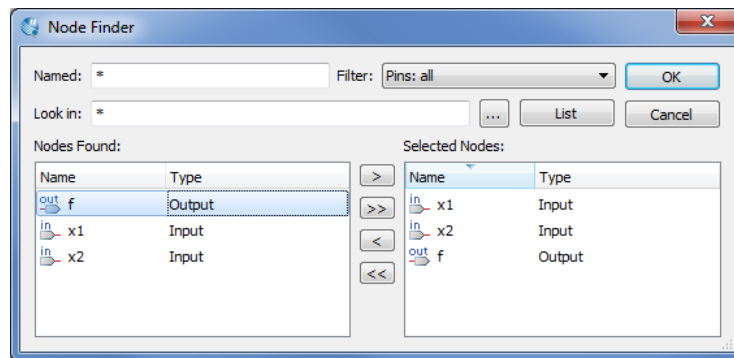 Node Finder
Named: * Filter: Pins: all OK
Look in: * ... List Cancel
Nodes Found: Selected Nodes:
Name Type > Name Type
out f Output >> in x1 Input
in x1 Input < in x2 Input
in x2 Input << out f Output